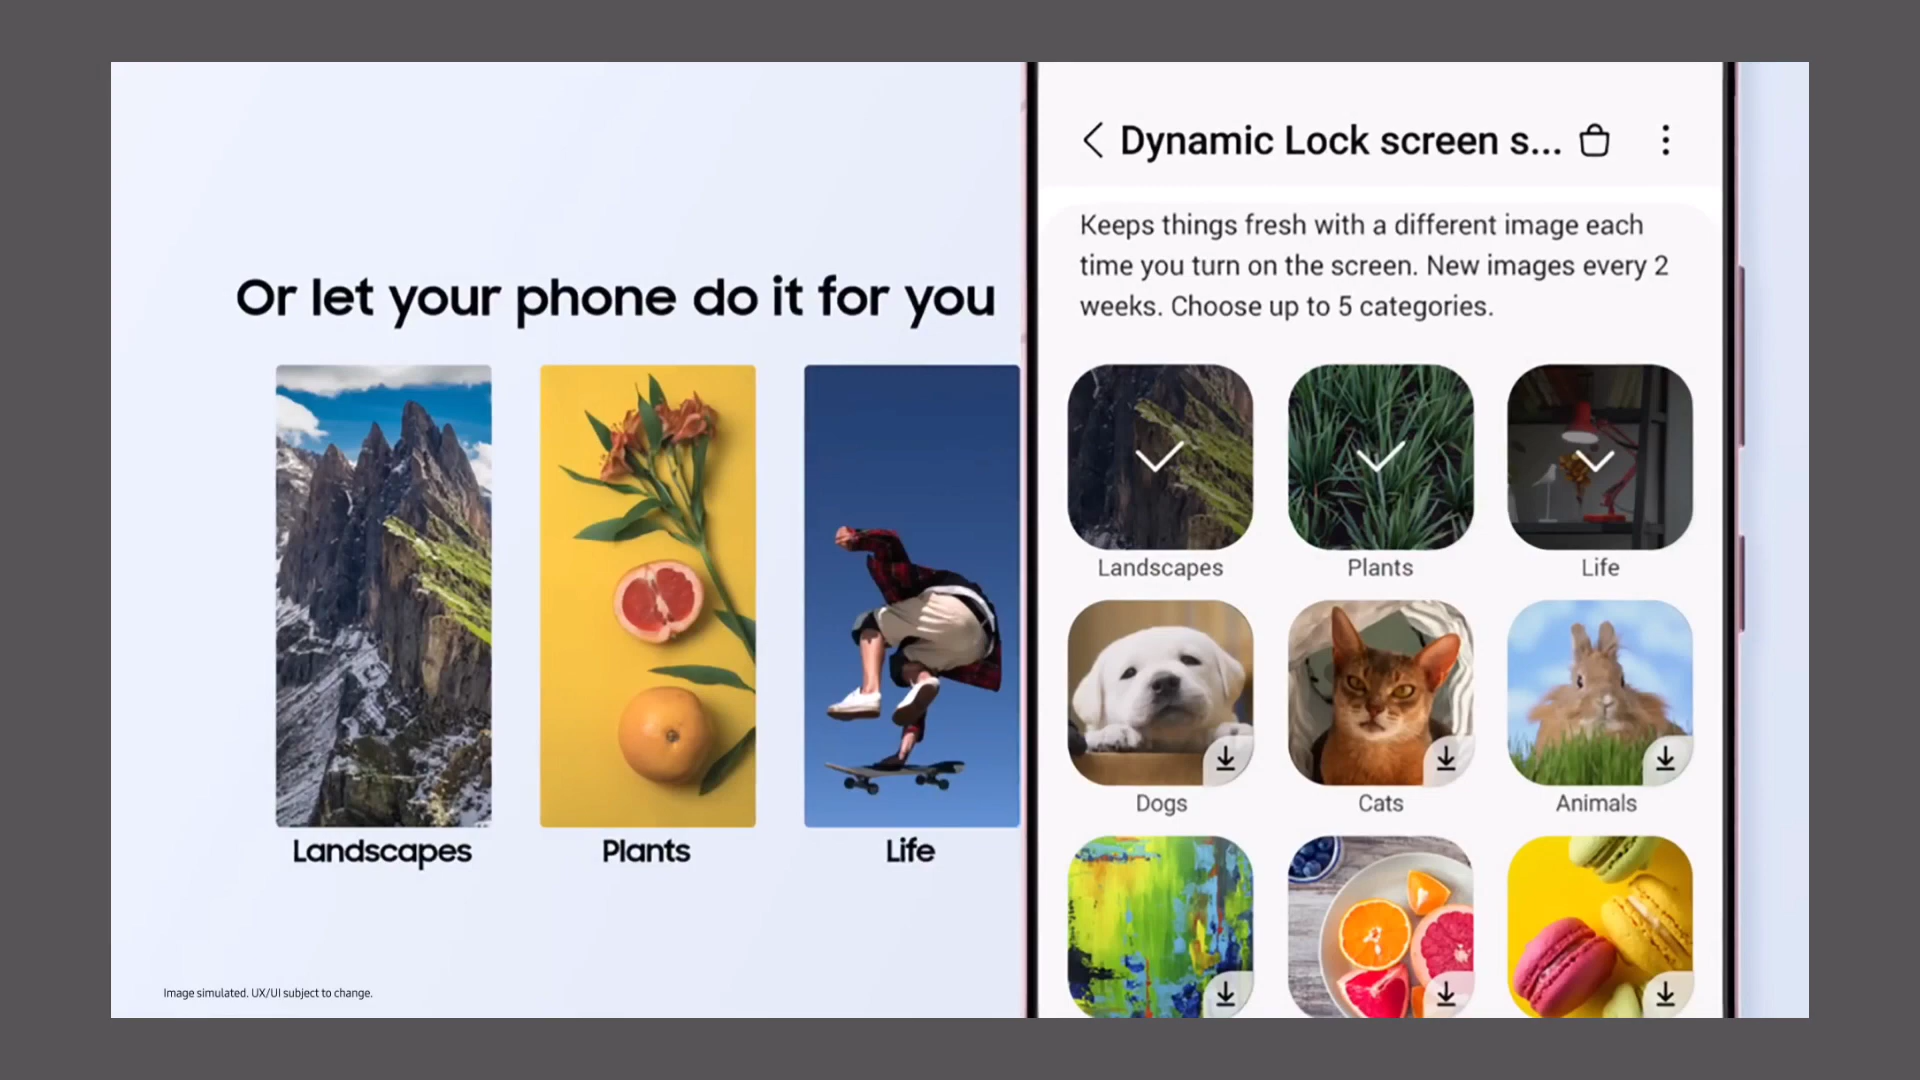 Or let your phone do it for you
Landscapes
Plants
Life
Image simulated. UX/UI subject to change.
Dynamic Lock screen s...
Keeps things fresh with a different image each
time you turn on the screen. New images every 2
weeks. Choose up to 5 categories.
Landscapes
Plants
Life
Dogs
Cats
Animals